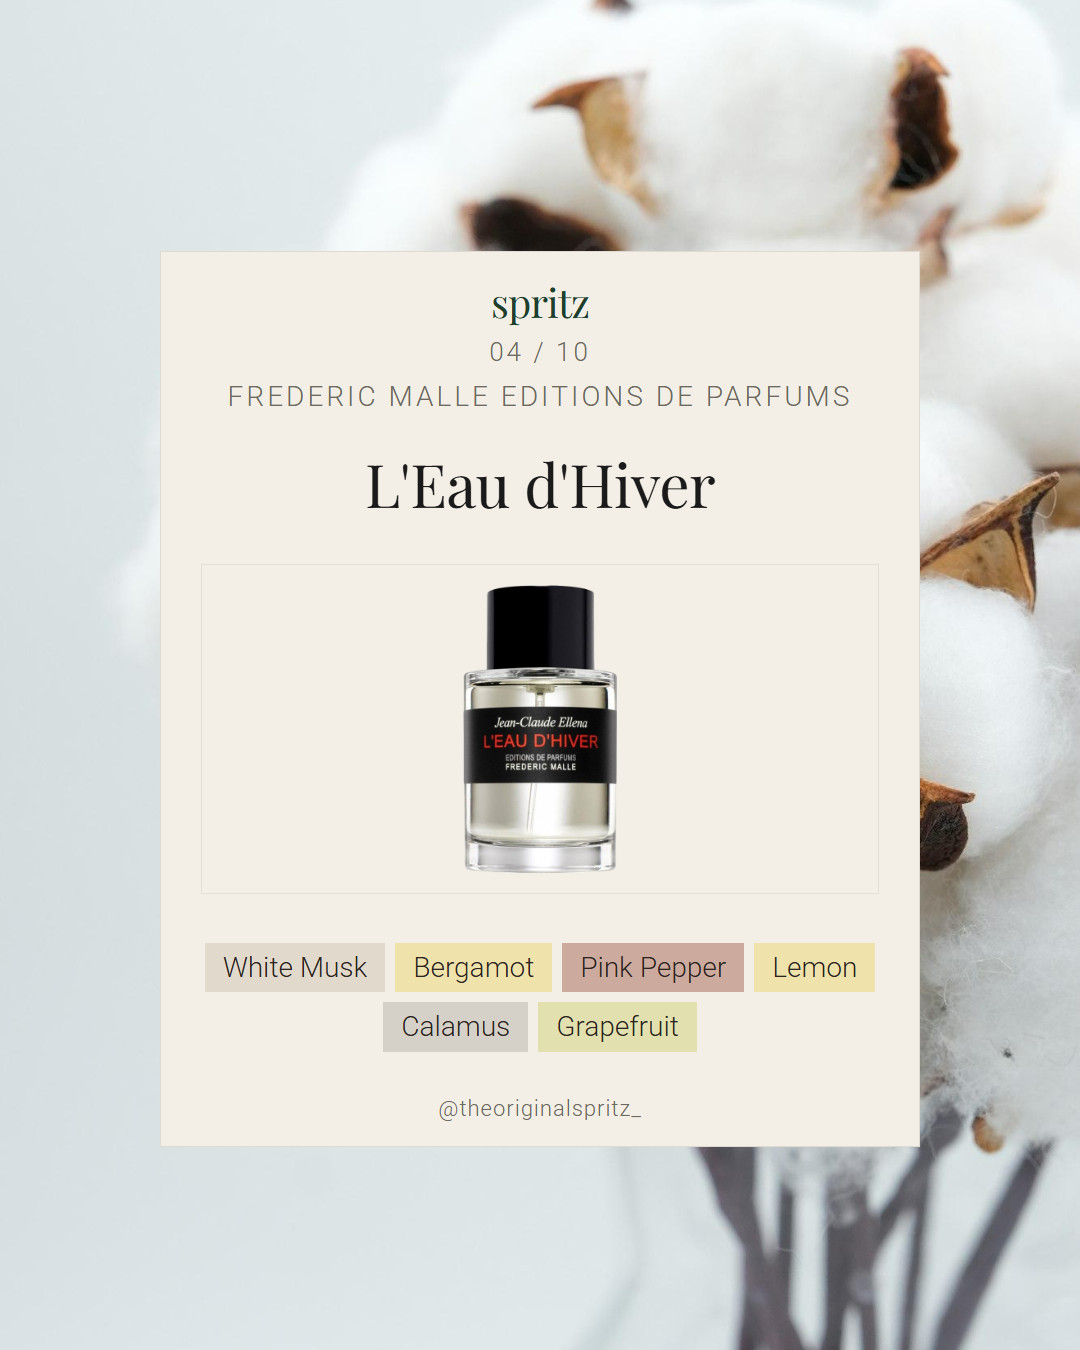 spritz
04 / 10
FREDERIC MALLE EDITIONS DE PARFUMS
L'Eau d'Hiver
Jean-Claude Ellena
L'EAU D'HIVER
EDITIONS DE PARFUMS
FREDERIC MALLE
White Musk Bergamot Pink Pepper Lemon
Calamus Grapefruit
@theoriginalspritz_